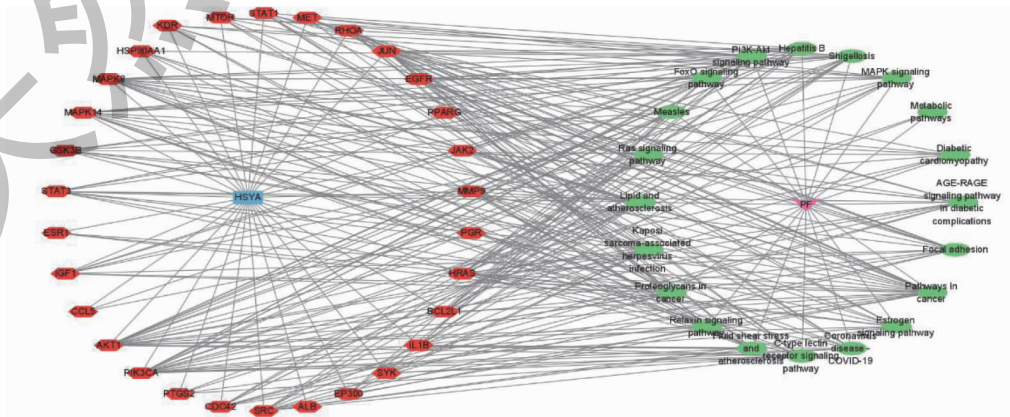 STAT1
MTOR
MET
KDR
RHOA
HSP90AA1
JUN
MAPK8
EGFR
MAPK14
PPARG
GSK3B
JAK2
STAT3
MMP9
HSYA
ESR1
PGR
IGF1
HRAS
CCL5
BCL2L1
AKT1
IL1B
PIK3CA
SYK
PTGS2
EP300
CDC42
SRC
ALB
PI3K-Akt
signaling pathway
Hepatitis B
Shigellosis
FoxO signaling
pathway
MAPK signaling
pathway
Measles
Metabolic
pathways
Ras signaling
pathway
Diabetic
cardiomyopathy
Lipid and
atherosclerosis
PF
AGE-RAGE
signaling pathway
in diabetic
complications
Kaposi
sarcoma-associated
herpesvirus
infection
Focal adhesion
Proteoglycans in
cancer
Pathways in
cancer
Relaxin signaling
pathway
Estrogen
signaling pathway
Fluid shear stress
and
atherosclerosis
C-type lectin
receptor signaling
pathway
Coronavirus
disease -
COVID-19